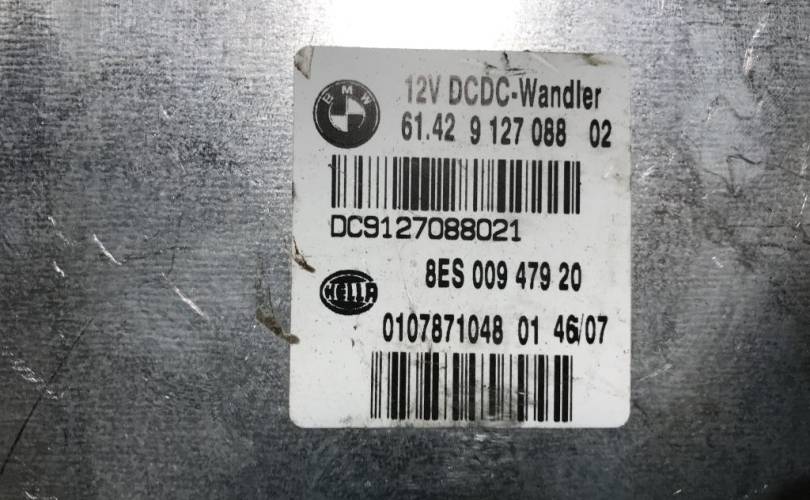 BMW
12V DCDC-Wandler
61.42 9 127 088 02
DC9127088021
8ES 009 479 20
HELLA
0107871048 01 46/07